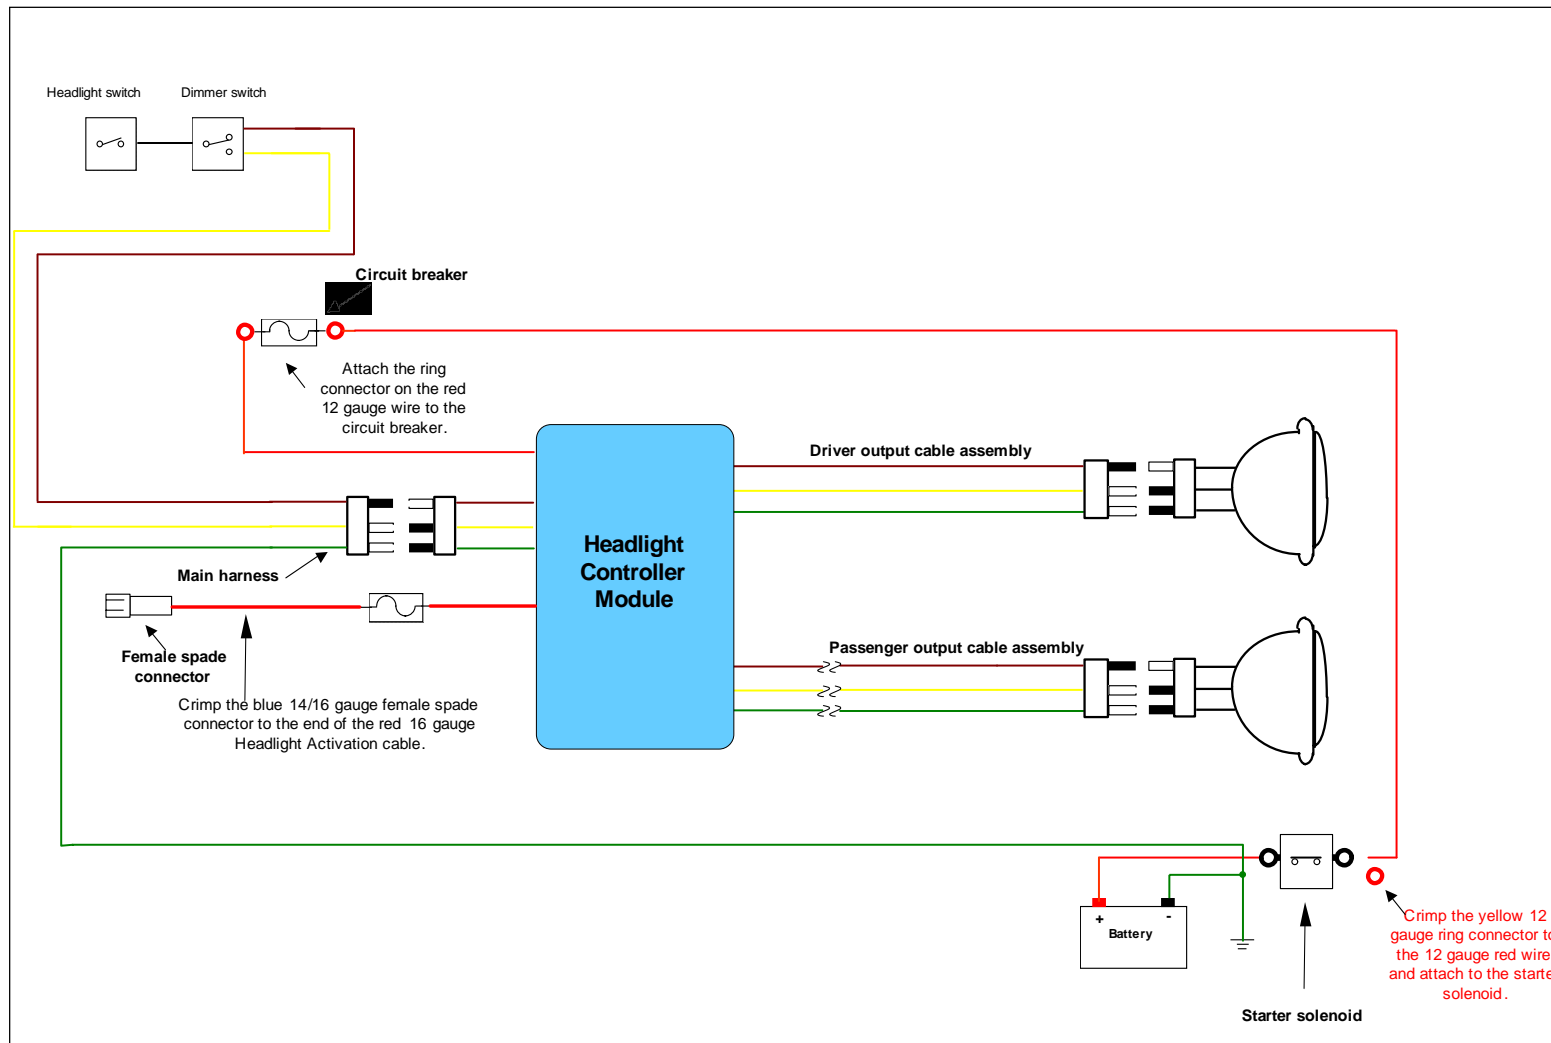 Headlight switch
Dimmer switch
Circuit breaker
Attach the ring
connector on the red
12 gauge wire to the
circuit breaker.
Headlight
Controller
Module
Driver output cable assembly
Main harness
Female spade
connector
Crimp the blue 14/16 gauge female spade
connector to the end of the red 16 gauge
Headlight Activation cable.
Passenger output cable assembly
+
-
Battery
Crimp the yellow 12
gauge ring connector to
the 12 gauge red wire
and attach to the starte
solenoid.
Starter solenoid